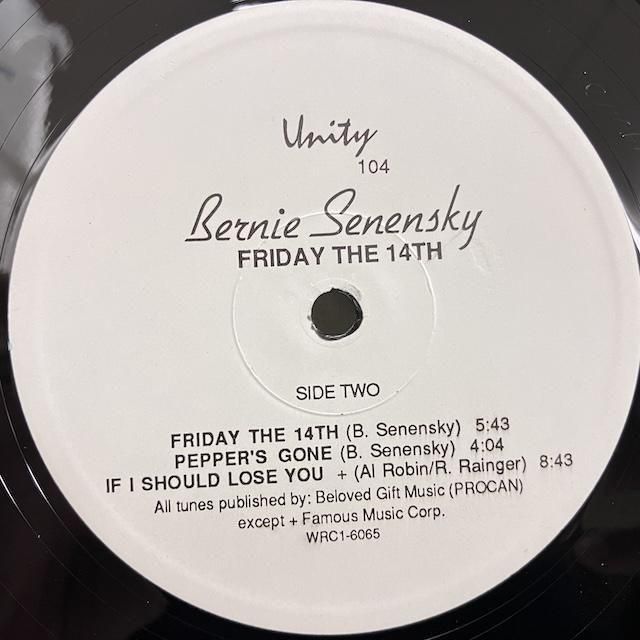 Unity
104
Bernie Senensky
FRIDAY THE 14TH
SIDE TWO
FRIDAY THE 14TH (B. Senensky) 5:43
PEPPER'S GONE (B. Senensky) 4:04
IF I SHOULD LOSE YOU + (Al Robin/R. Rainger) 8:43
All tunes published by: Beloved Gift Music (PROCAN)
except + Famous Music Corp.
WRC1-6065